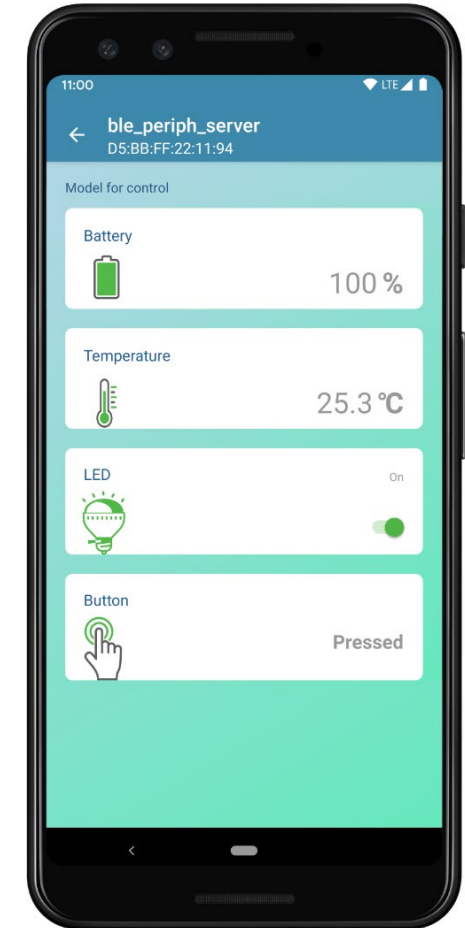 11:00
LTE
ble_periph_server
D5:BB:FF:22:11:94
Model for control
Battery
100 %
Temperature
25.3 °C
LED
On
Button
Pressed